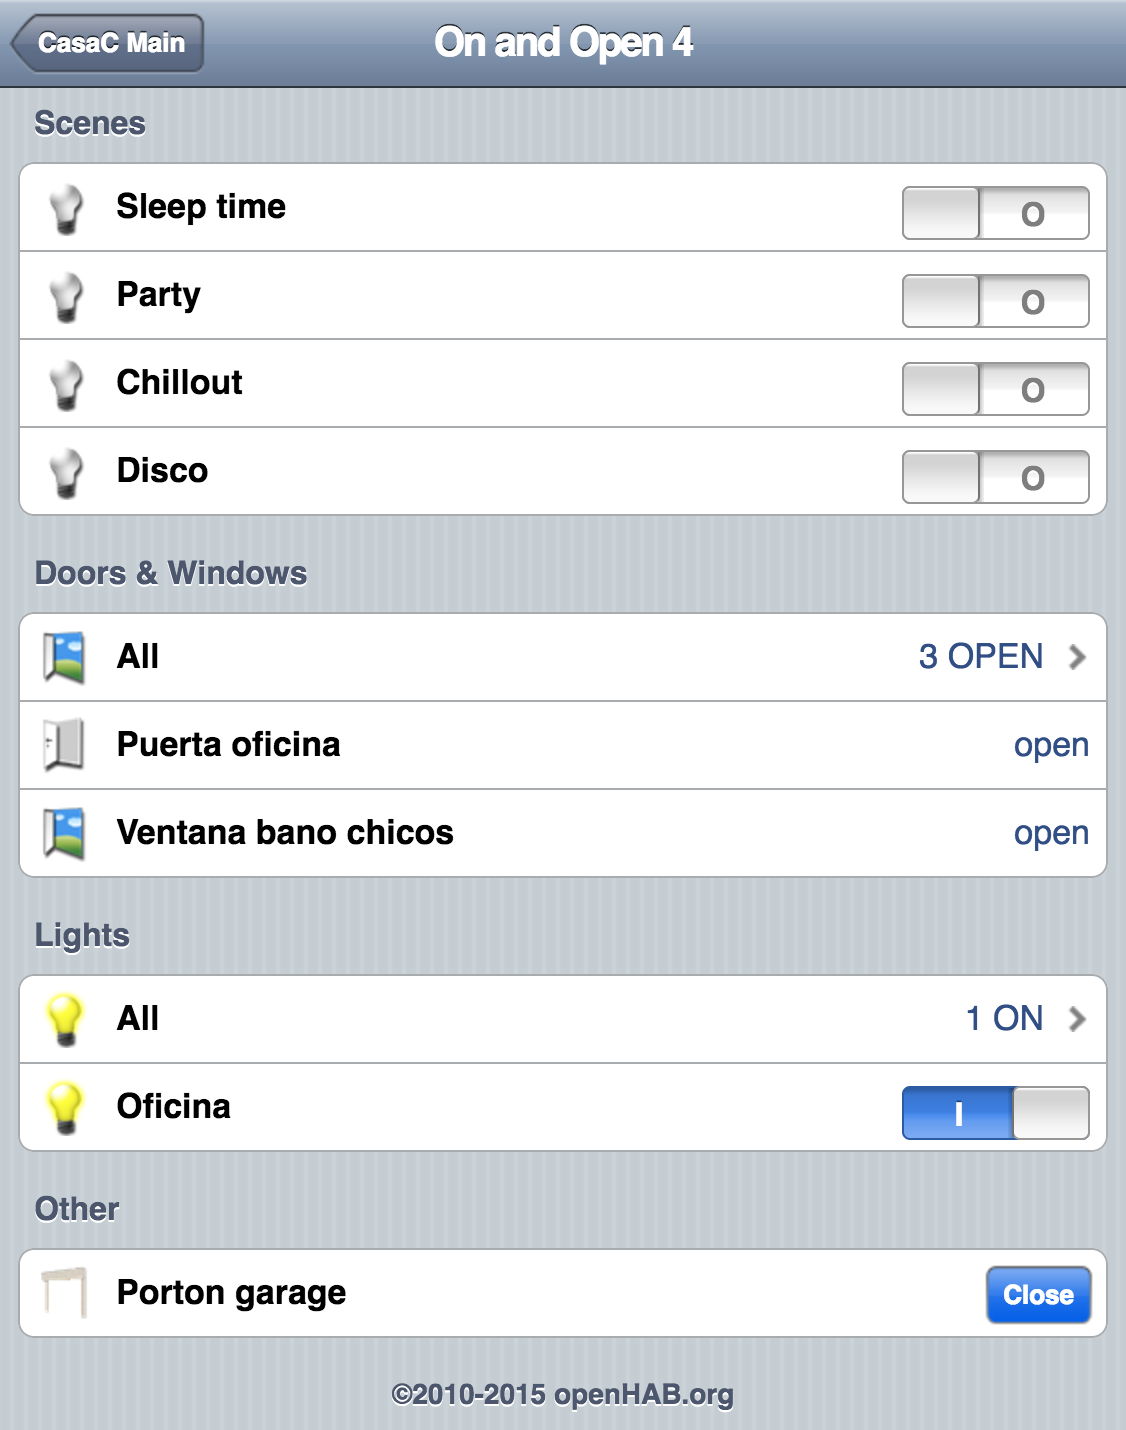 CasaC Main
On and Open 4
Scenes
Sleep time O
Party O
Chillout O
Disco O
Doors & Windows
All 3 OPEN
Puerta oficina open
Ventana bano chicos open
Lights
All 1 ON
Oficina I
Other
Porton garage Close
©2010-2015 openHAB.org